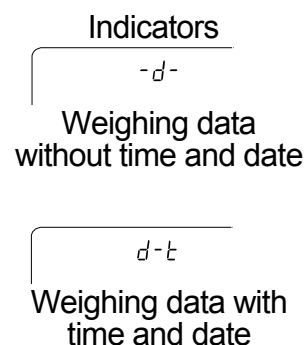 Indicators
-d-
Weighing data
without time and date
d-t
Weighing data with
time and date